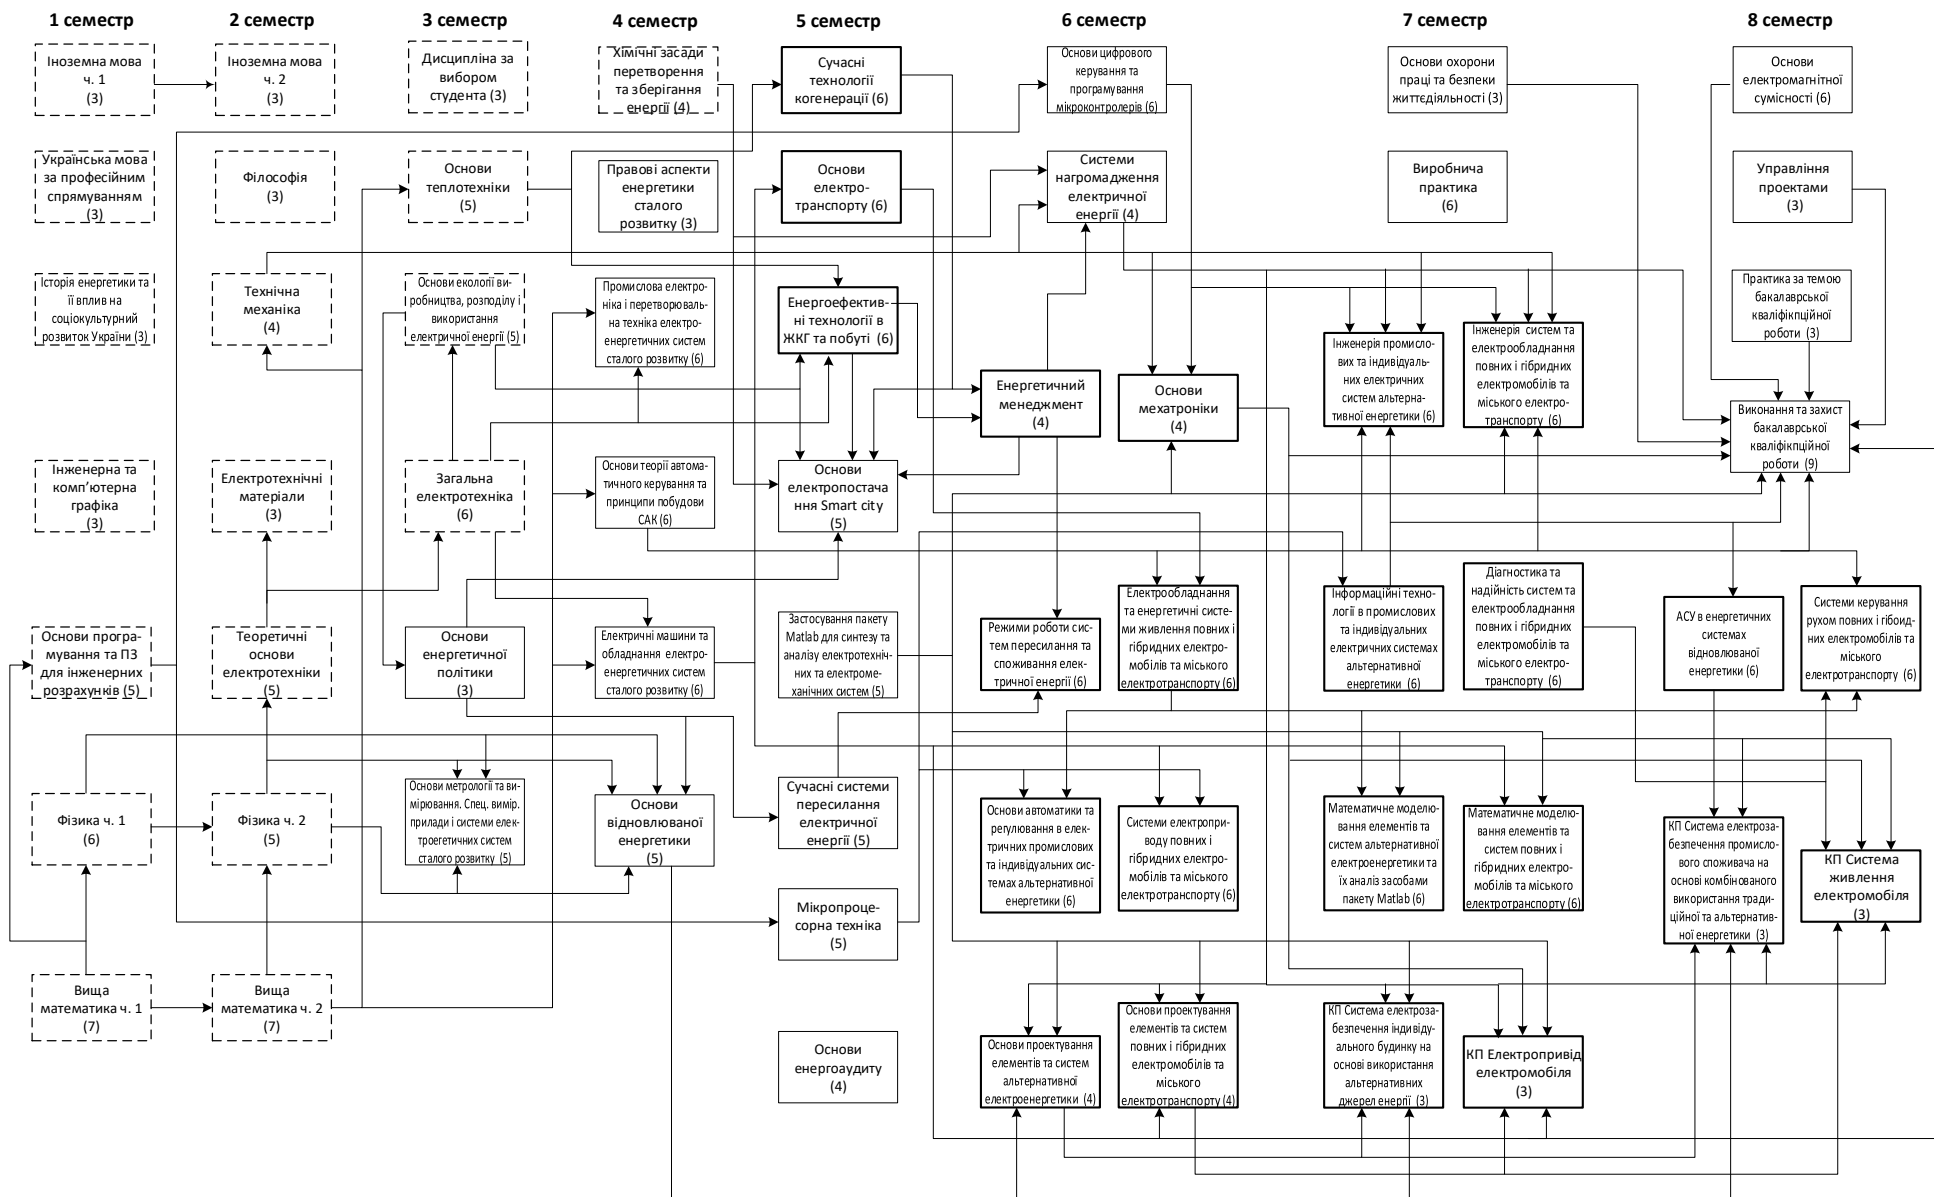 1 семестр
2 семестр
3 семестр
4 семестр
5 семестр
6 семестр
7 семестр
8 семестр
Іноземна мова
ч. 1
(3)
Українська мова
за професійним
спрямуванням
(3)
Історія енергетики та
її вплив на
соціокультурний
розвиток України (3)
Інженерна та
комп’ютерна
графіка
(3)
Основи програ-
мування та ПЗ
для інженерних
розрахунків (5)
Фізика ч. 1
(6)
Вища
математика ч. 1
(7)
Іноземна мова
ч. 2
(3)
Філософія
(3)
Технічна
механіка
(4)
Електротехнічні
матеріали
(3)
Теоретичні
основи
електротехніки
(5)
Фізика ч. 2
(5)
Вища
математика ч. 2
(7)
Дисципліна за
вибором
студента (3)
Основи
теплотехніки
(5)
Основи екології ви-
робництва, розподілу і
використання
електричної енергії (5)
Загальна
електротехніка
(6)
Основи
енергетичної
політики
(3)
Основи метрології та ви-
мірювання. Спец. вимір.
прилади і системи елек-
троегетичних систем
сталого розвитку (5)
Хімічні засади
перетворення
та зберігання
енергії (4)
Правові аспекти
енергетики
сталого
розвитку (3)
Промислова електро-
ніка і перетворюваль-
на техніка електро-
енергетичних систем
сталого розвитку (6)
Основи теорії автома-
тичного керування та
принципи побудови
САК (6)
Електричні машини та
обладнання електро-
енергетичних систем
сталого розвитку (6)
Основи
відновлюваної
енергетики
(5)
Сучасні
технології
когенерації (6)
Основи
електро-
транспорту (6)
Енергоефектив-
ні технології в
ЖКГ та побуті (6)
Основи
електропостача
ння Smart city
(5)
Застосування пакету
Matlab для синтезу та
аналізу електротехніч-
них та електроме-
ханічних систем (5)
Сучасні системи
пересилання
електричної
енергії (5)
Мікропроце-
сорна техніка
(5)
Основи
енергоаудиту
(4)
Основи цифрового
керування та
програмування
мікроконтролерів (6)
Системи
нагромадження
електричної
енергії (4)
Енергетичний
менеджмент
(4)
Основи
мехатроніки
(4)
Режими роботи сис-
тем пересилання та
споживання елек-
тричної енергії (6)
Електрообладнання
та енергетичні систе-
ми живлення повних і
гібридних електро-
мобілів та міського
електротранспорту (6)
Основи автоматики та
регулювання в елек-
тричних промислових
та індивідуальних сис-
темах альтернативної
енергетики (6)
Системи електропри-
воду повних і
гібридних електро-
мобілів та міського
електротранспорту (6)
Основи проектування
елементів та систем
альтернативної
електроенергетики (4)
Основи проектування
елементів та систем
повних і гібридних
електромобілів та
міського
електротранспорту (4)
Основи охорони
праці та безпеки
життєдіяльності (3)
Виробнича
практика
(6)
Інженерія промисло-
вих та індивідуаль-
них електричних
систем альтерна-
тивної енергетики (6)
Інженерія систем та
електрообладнання
повних і гібридних
електромобілів та
міського електро-
транспорту (6)
Інформаційні техно-
логії в промислових
та індивідуальних
електричних системах
альтернативної
енергетики (6)
Діагностика та
надійність систем та
електрообладнання
повних і гібридних
електромобілів та
міського електро-
транспорту (6)
Математичне моделю-
вання елементів та
систем альтернативної
електроенергетики та
їх аналіз засобами
пакету Matlab (6)
Математичне моделю-
вання елементів та
систем повних і
гібридних електро-
мобілів та міського
електротранспорту (6)
КП Система електроза-
безпечення індивіду-
ального будинку на
основі використання
альтернативних
джерел енергії (3)
КП Електропривід
електромобіля
(3)
Основи
електромагнітної
сумісності (6)
Управління
проектами
(3)
Практика за темою
бакалаврської
кваліфікпційної
роботи (3)
Виконання та захист
бакалаврської
кваліфікпційної
роботи (9)
АСУ в енергетичних
системах
відновлюваної
енергетики (6)
Системи керування
рухом повних і гібоид-
них електромобілів та
міського
електротранспорту (6)
КП Система електроза-
безпечення промисло-
вого споживача на
основі комбінованого
використання тради-
ційної та альтернатив-
ної енергетики (3)
КП Система
живлення
електромобіля
(3)